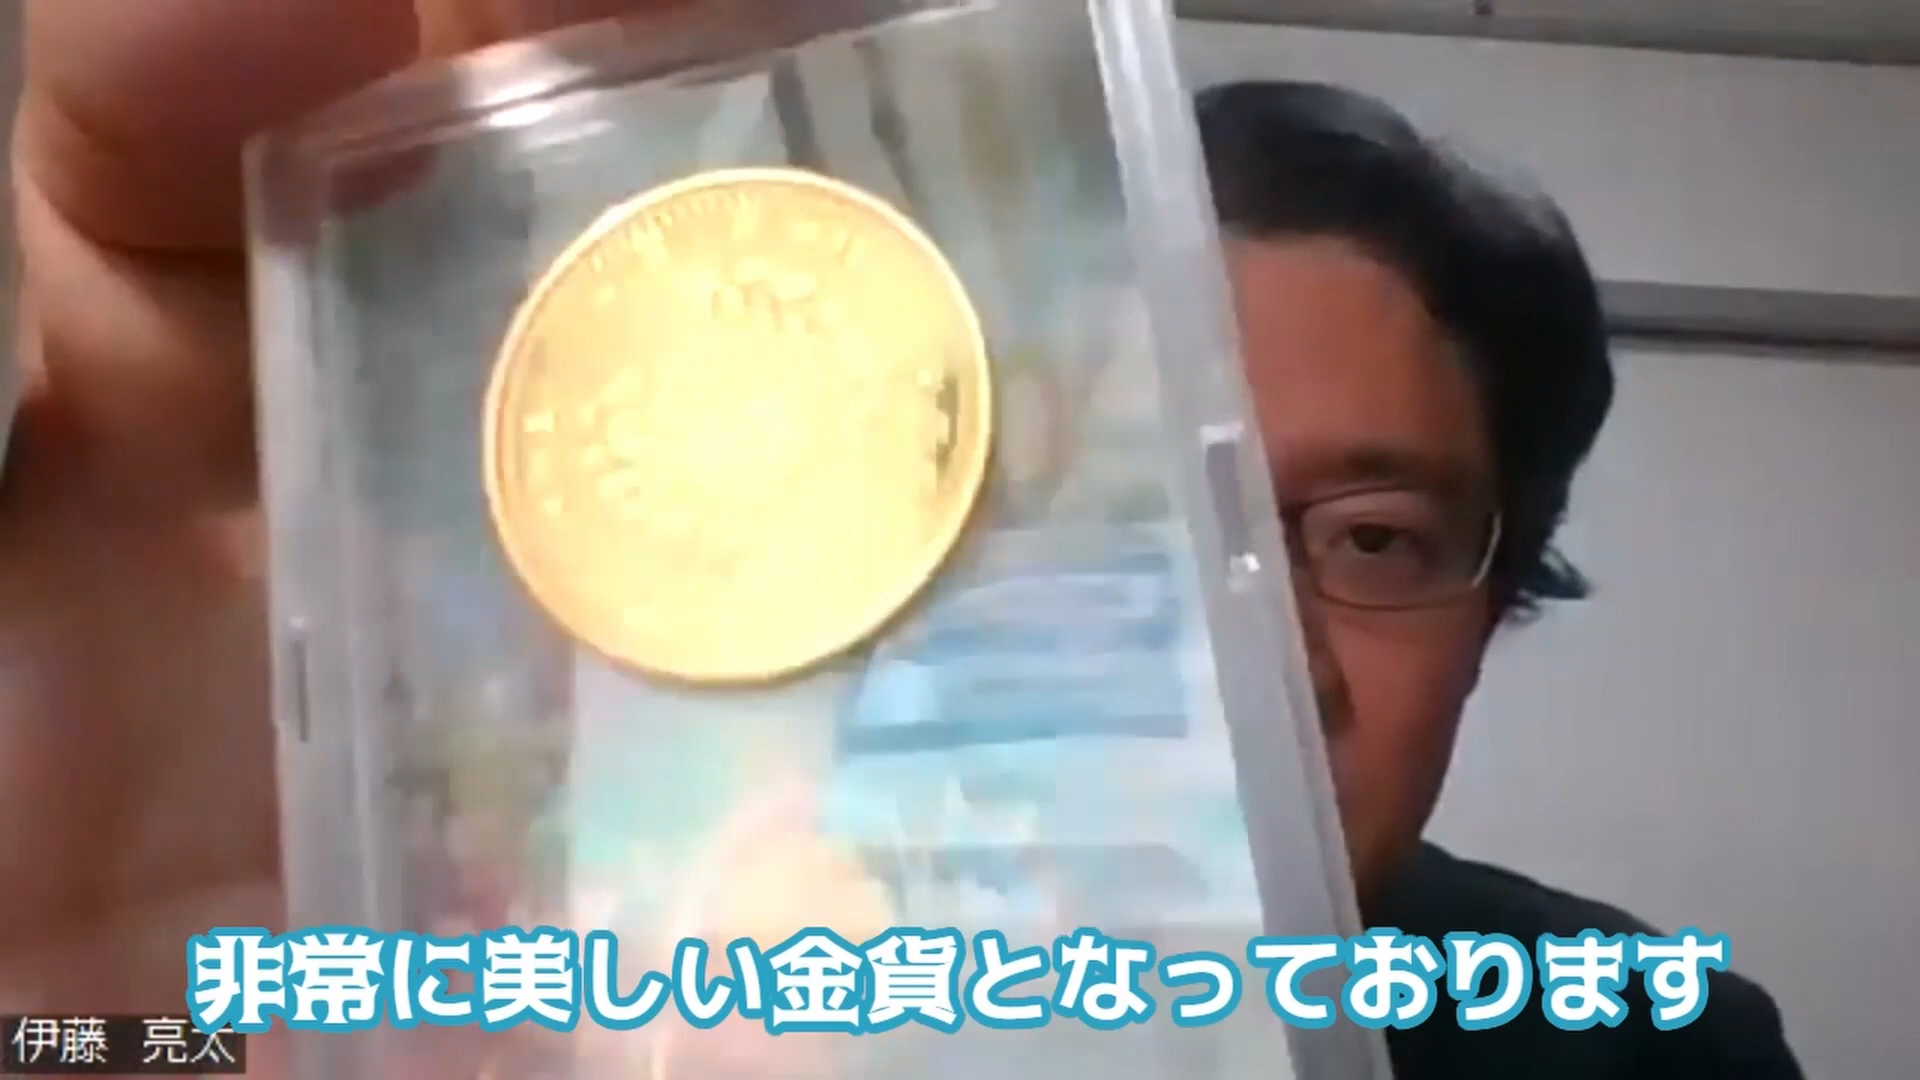 非常に美しい金貨となっております
伊藤 亮太